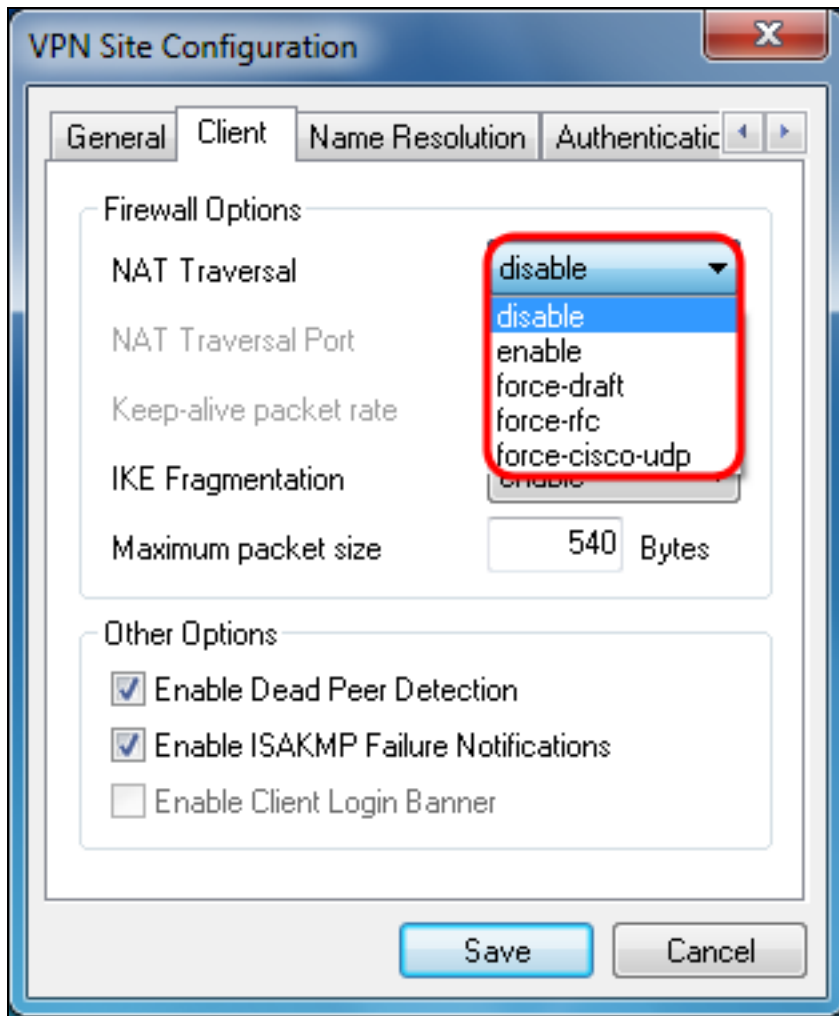 VPN Site Configuration
General Client Name Resolution Authenticatic
Firewall Options
NAT Traversal disable
disable
NAT Traversal Port
enable
force-draft
Keep-alive packet rate
force-rfc
force-cisco-udp
IKE Fragmentation enable
Maximum packet size 540 Bytes
Other Options
Enable Dead Peer Detection
Enable ISAKMP Failure Notifications
Enable Client Login Banner
Save Cancel